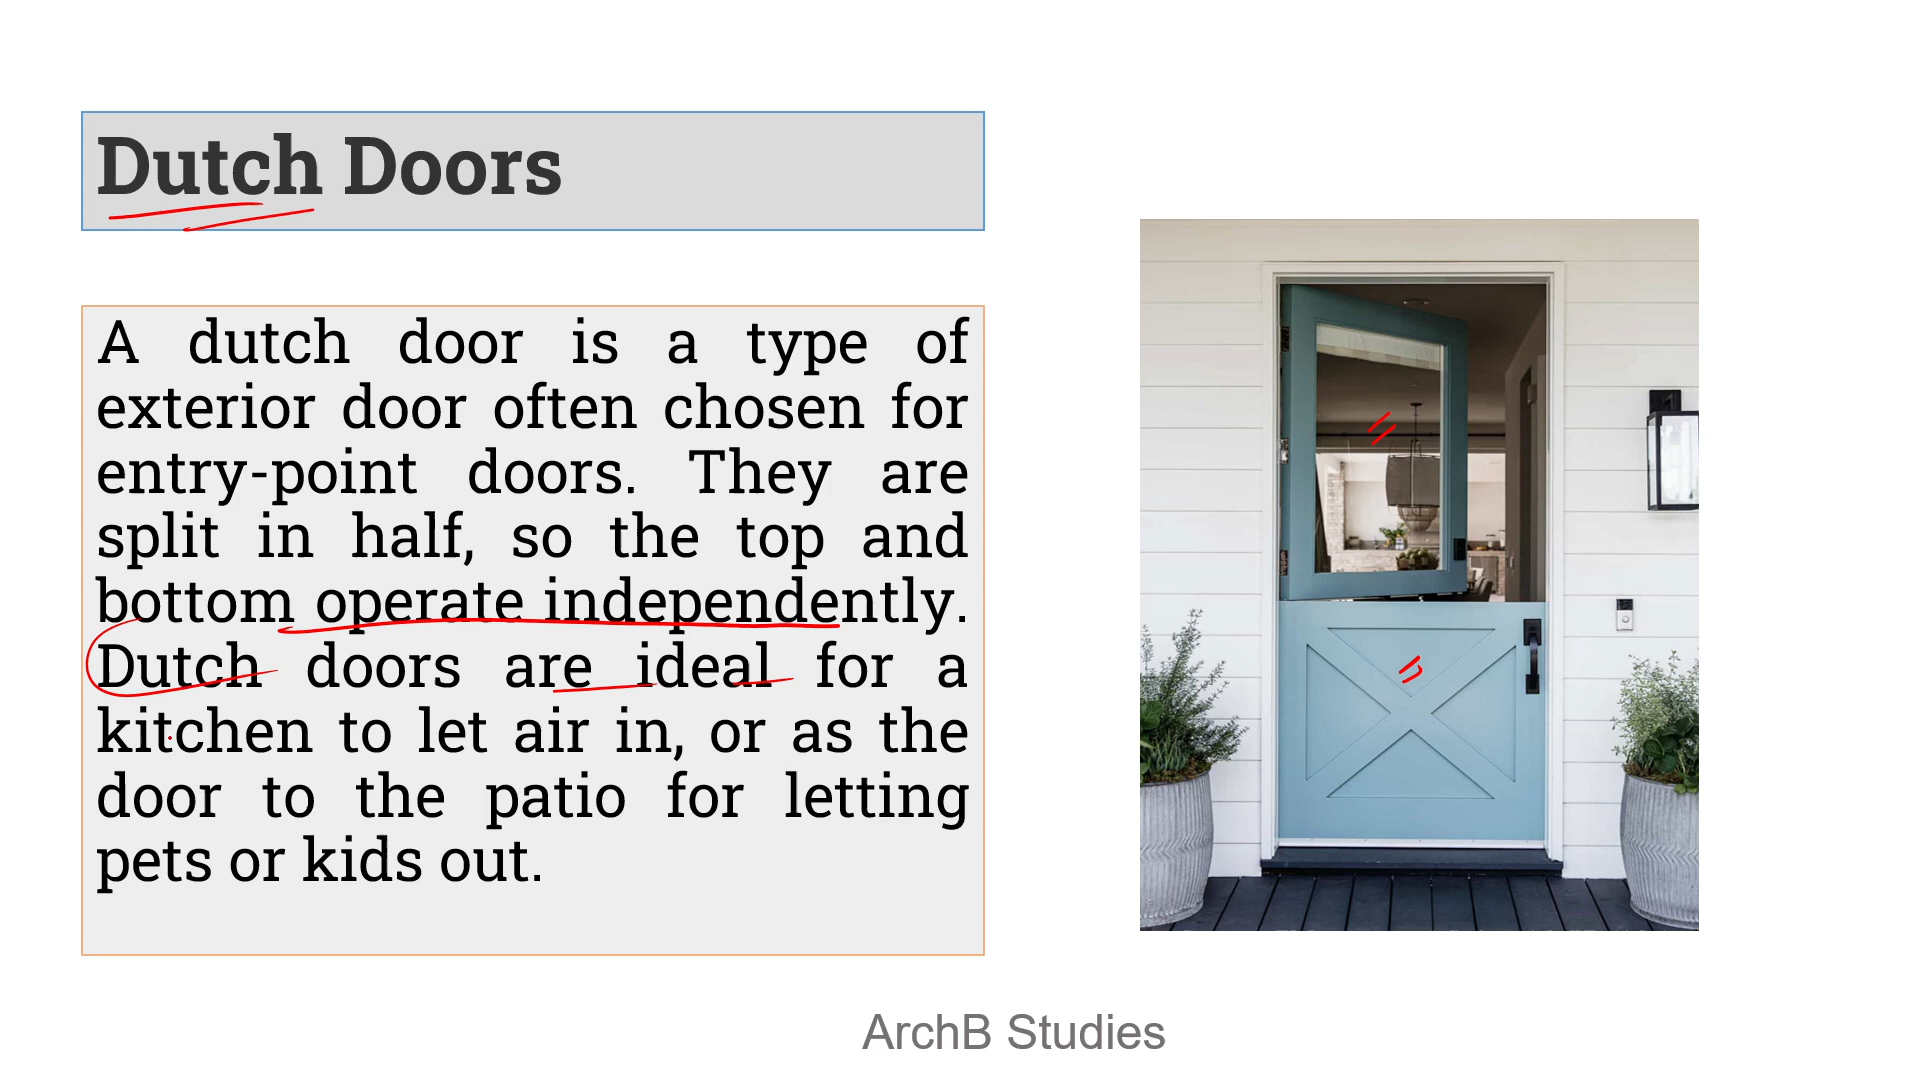 Dutch Doors
A dutch door is a type of
exterior door often chosen for
entry-point doors. They are
split in half, so the top and
bottom operate independently.
Dutch doors are ideal for a
kitchen to let air in, or as the
door to the patio for letting
pets or kids out.
ArchB Studies